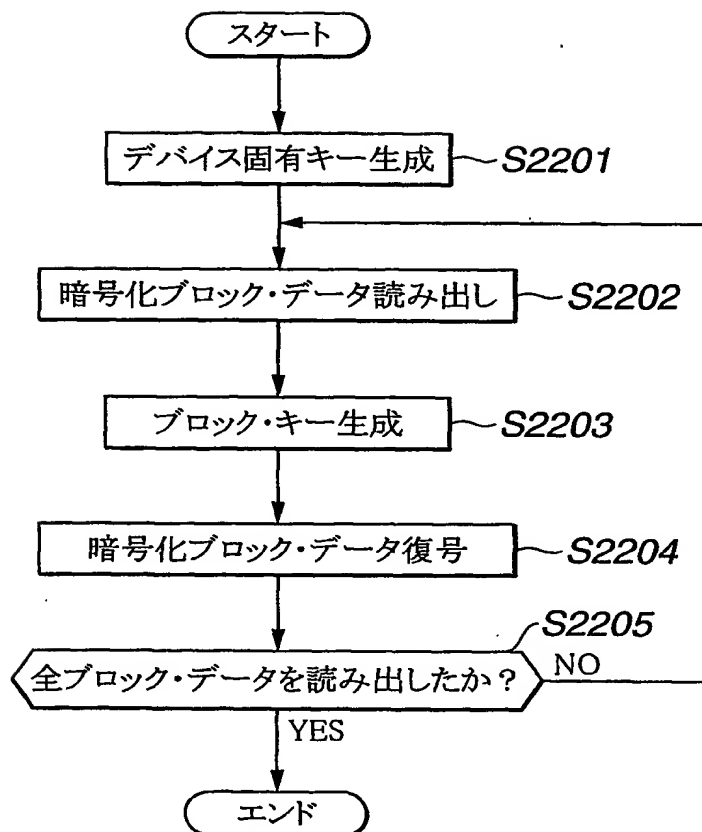 スタート
デバイス固有キー生成 S2201
暗号化ブロック・データ読み出し S2202
ブロック・キー生成 S2203
暗号化ブロック・データ復号 S2204
S2205
全ブロック・データを読み出したか? NO
YES
エンド